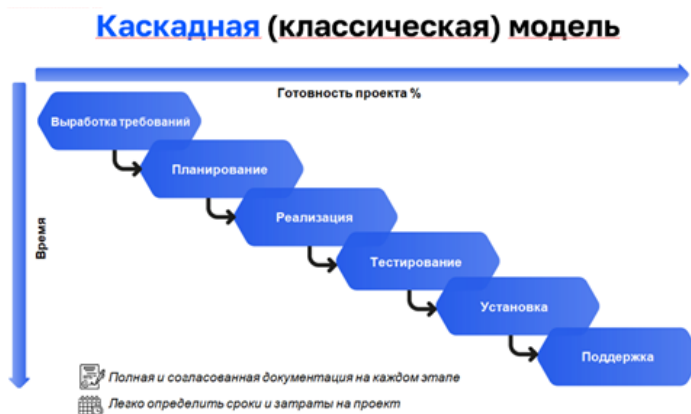 Каскадная (классическая) модель
Готовность проекта %
Время
Выработка требований
Планирование
Реализация
Тестирование
Установка
Поддержка
Полная и согласованная документация на каждом этапе
Легко определить сроки и затраты на проект